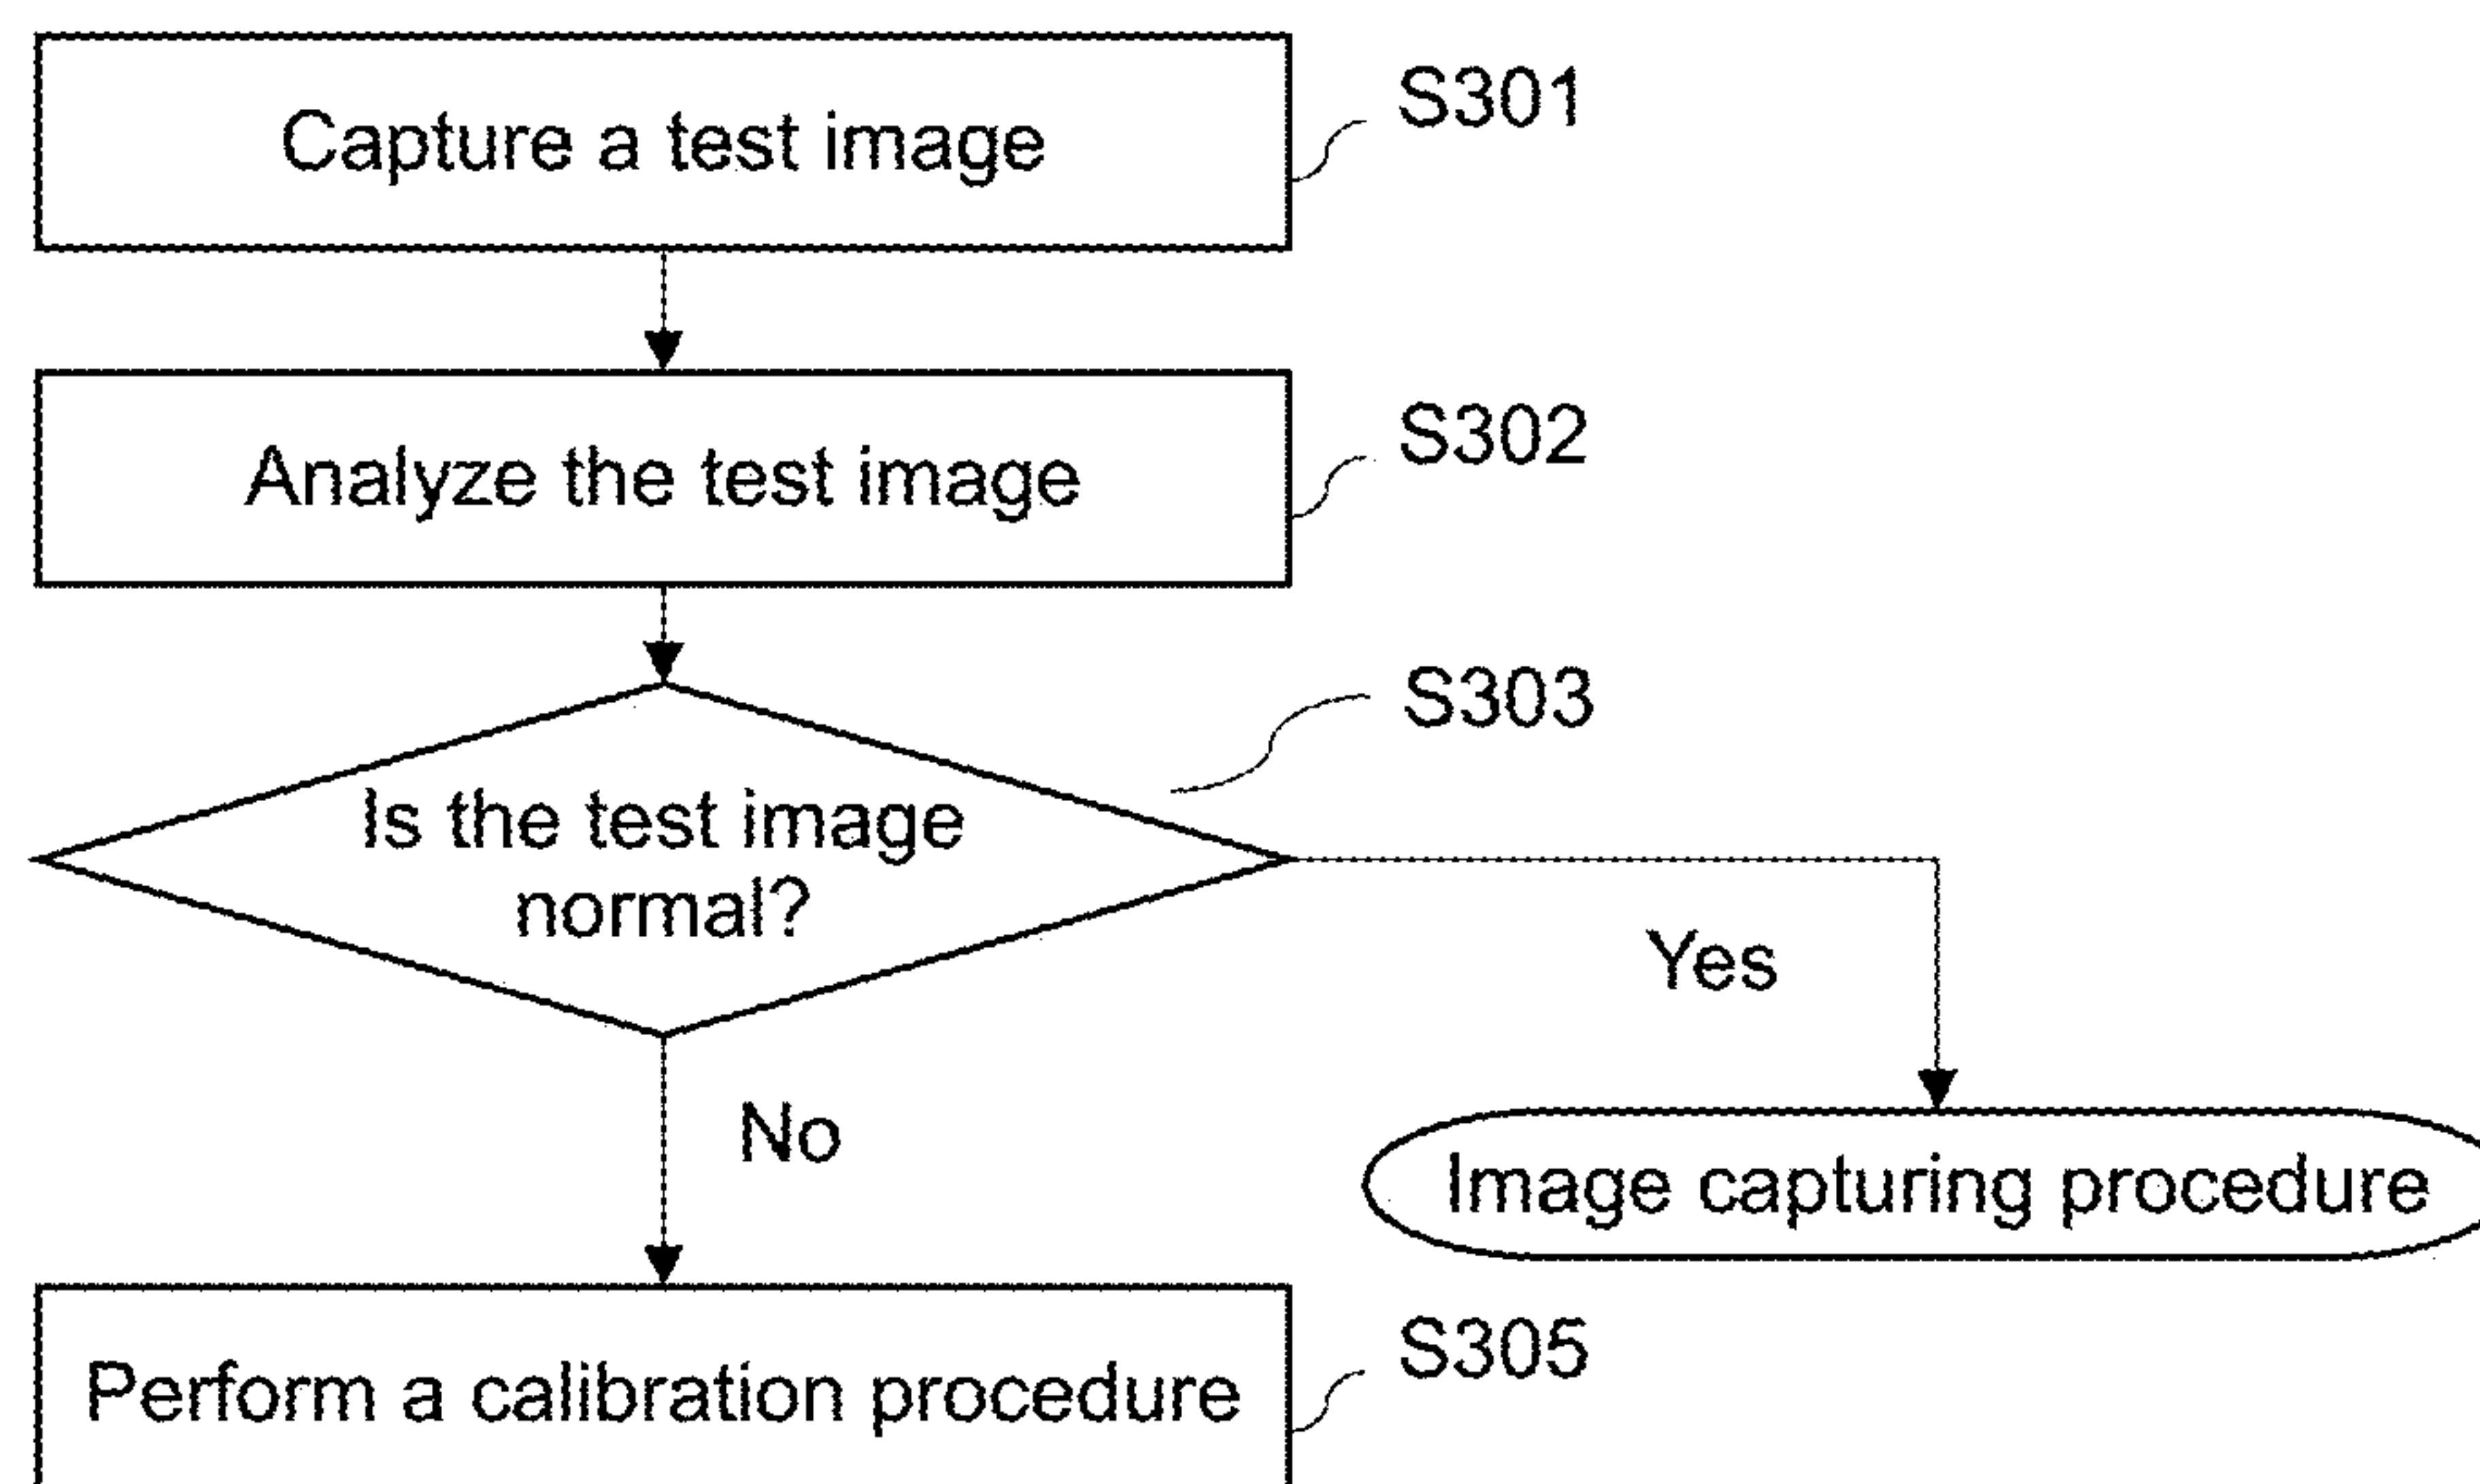 Capture a test image
S301
Analyze the test image
S302
S303
Is the test image
normal?
Yes
No
Image capturing procedure
S305
Perform a calibration procedure